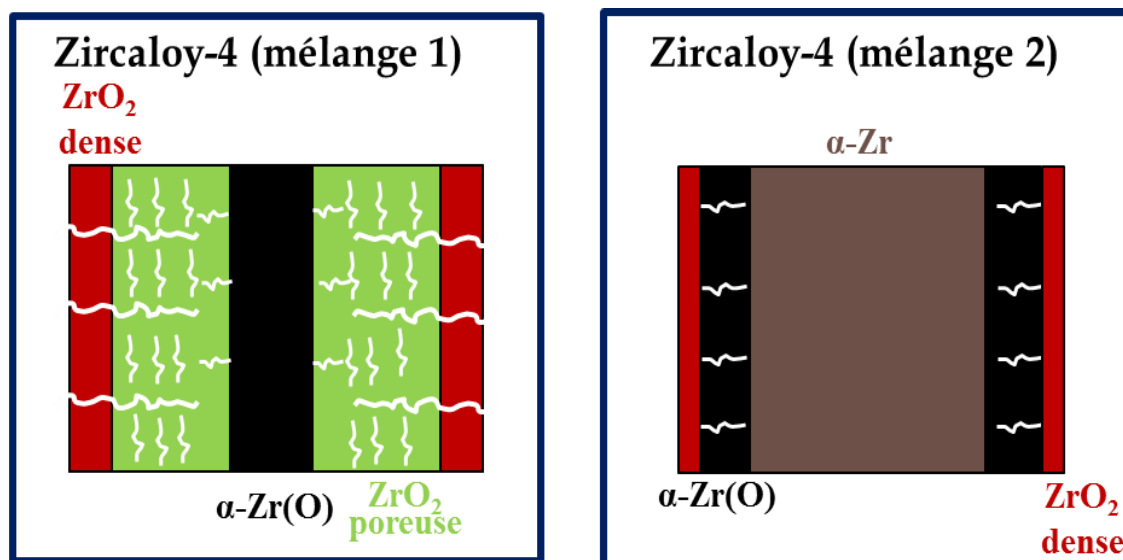 Zircaloy-4 (mélange 1)
ZrO₂
dense
α-Zr(O)
ZrO₂
poreuse
Zircaloy-4 (mélange 2)
α-Zr
α-Zr(O)
ZrO₂
dense